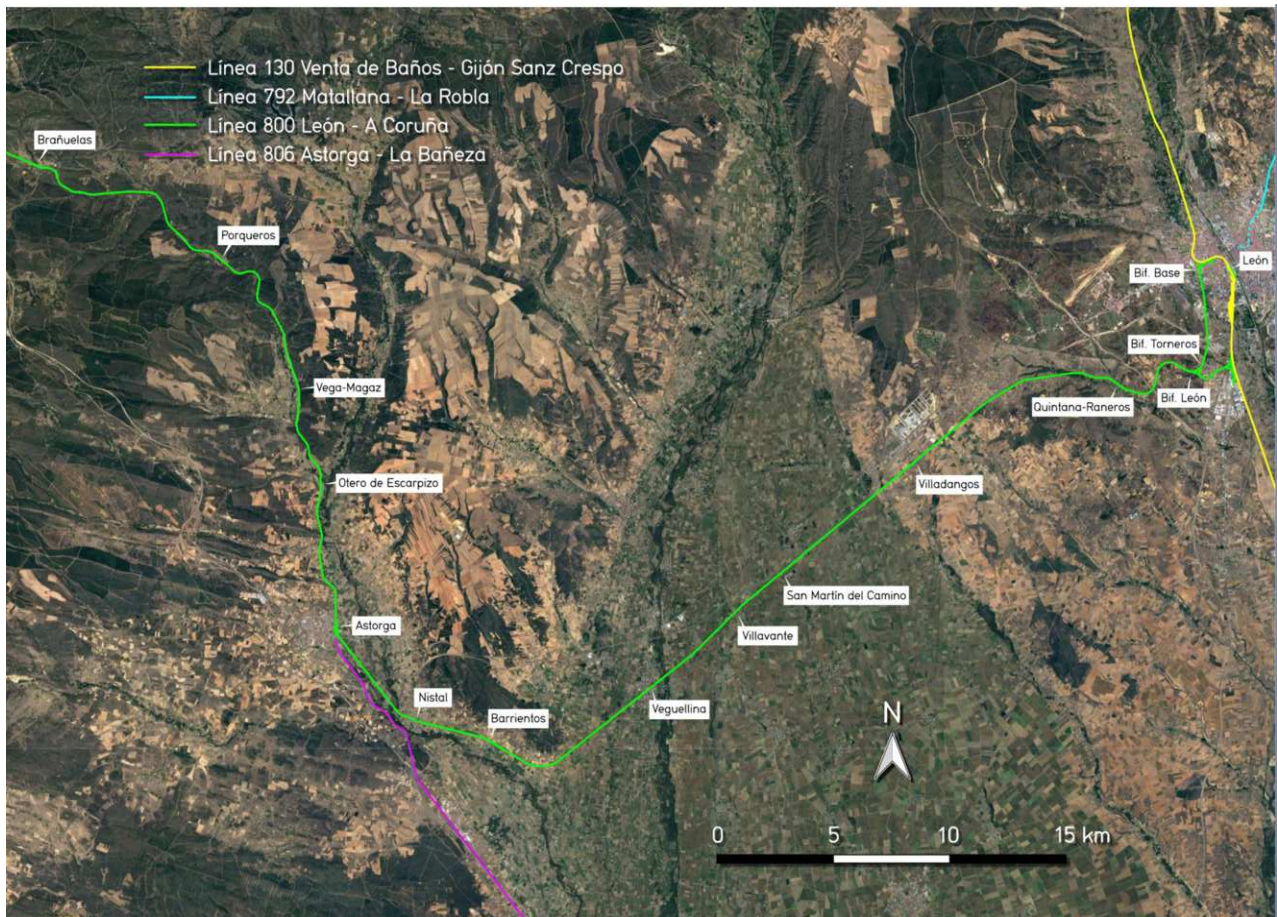 Línea 130 Venta de Baños - Gijón Sanz Crespo
Línea 792 Matallana - La Robla
Línea 800 León - A Coruña
Línea 806 Astorga - La Bañeza
Brañuelas
Porqueros
León
Bif. Base
Bif. Torneros
Vega-Magaz
Bif. León
Quintana-Raneros
Otero de Escarpizo
Villadangos
San Martín del Camino
Villavante
Astorga
Nistal
Barrientos
Veguellina
N
0 5 10 15 km